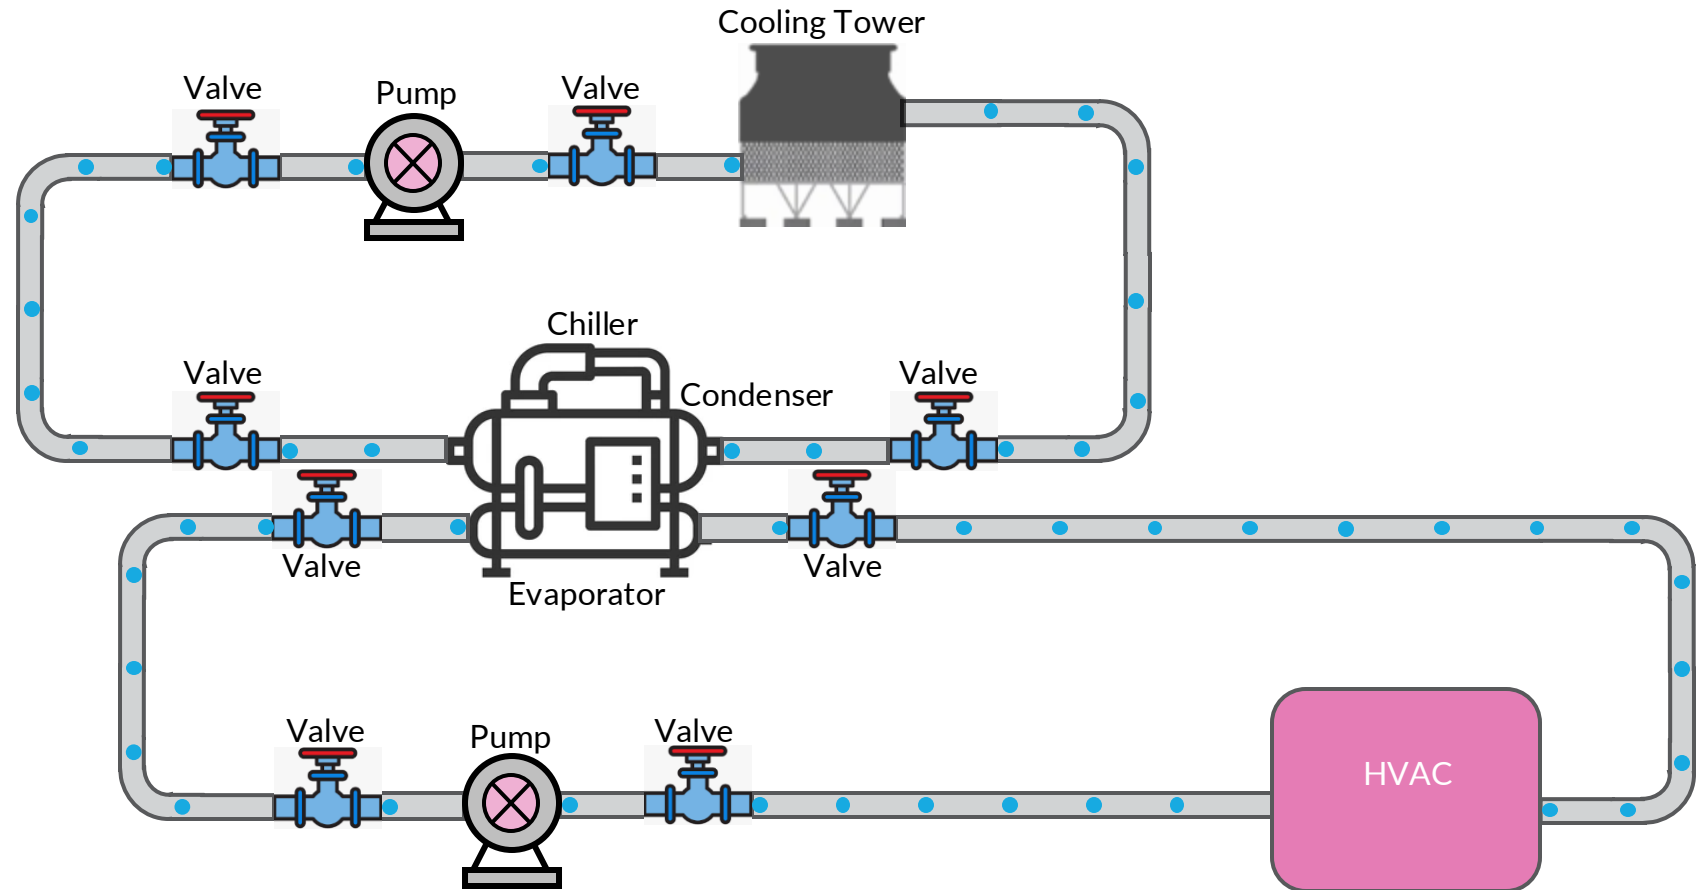 Cooling Tower
Valve
Pump
Valve
Chiller
Valve
Condenser
Valve
Valve
Valve
Evaporator
Valve
Pump
Valve
HVAC